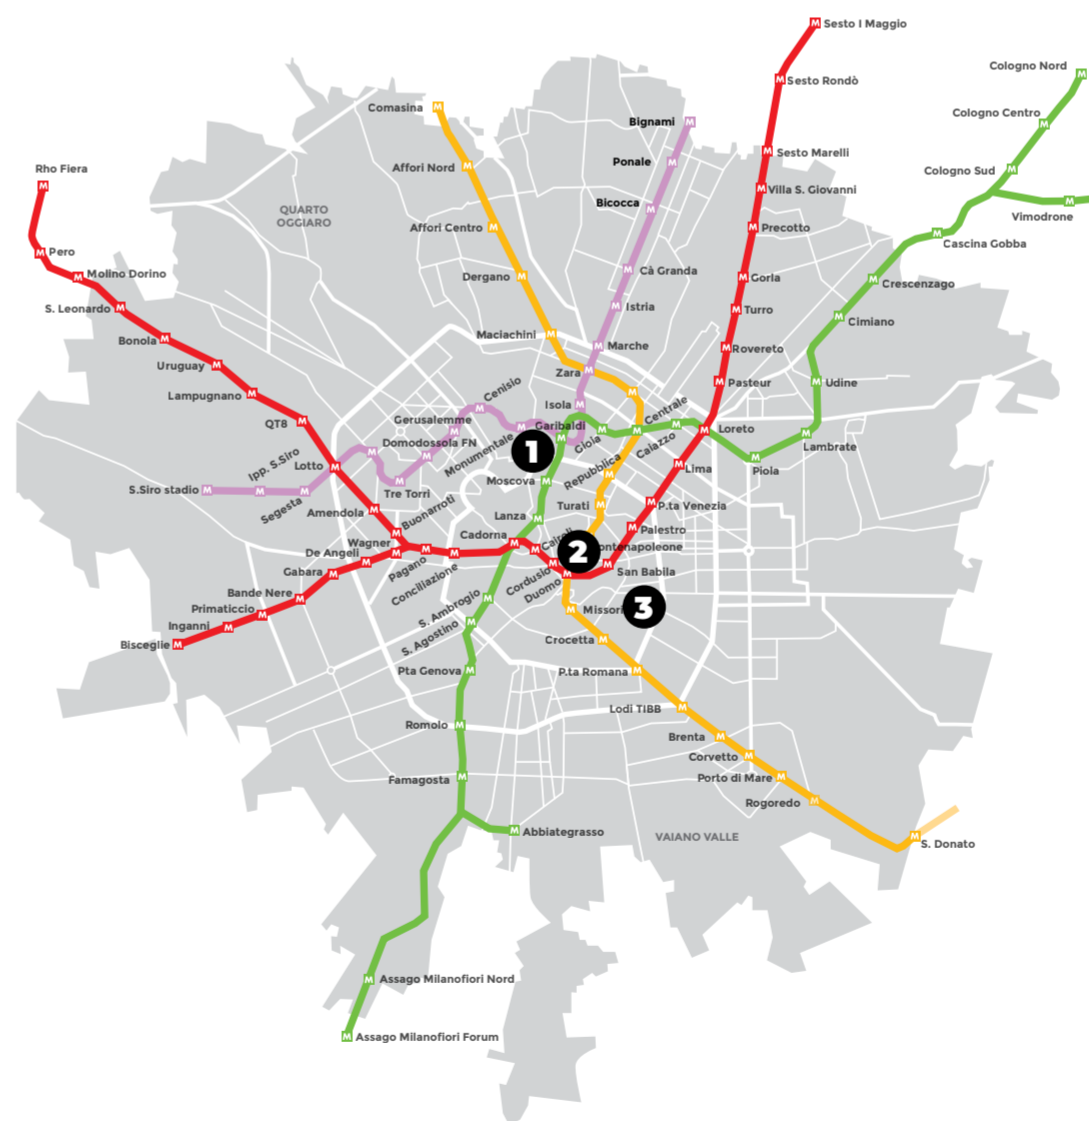 Sesto I Maggio
Cologno Nord
Sesto Rondò
Comasina
Cologno Centro
Bignami
Sesto Marelli
Ponale
Affori Nord
Rho Fiera
Cologno Sud
Villa S. Giovanni
Bicocca
QUARTO
OGGIARO
Vimodrone
Affori Centro
Precotto
Cascina Gobba
Pero
Molino Dorino
Cà Granda
Dergano
Gorla
Crescenzago
S. Leonardo
Istria
Turro
Cimiano
Maciachini
Bonola
Marche
Rovereto
Uruguay
Zara
Cenisio
Pasteur
Udine
Lampugnano
Isola
Centrale
Gerusalemme
QT8
Garibaldi
Loreto
Domodossola FN
Monumentale
Gioia
Caiazzo
Lambrate
1
Ipp. S.Siro
Lotto
Repubblica
Lima
Piola
S.Siro stadio
Tre Torri
Moscova
Segesta
Turati
P.ta Venezia
Amendola
Buonarroti
Lanza
Palestro
Cadorna
Cairoli
Wagner
2
ontenapoleone
De Angeli
Pagano
Gabara
Conciliazione
Cordusio
San Babila
Duomo
Bande Nere
Primaticcio
S. Ambrogio
Missori
3
Inganni
S. Agostino
Crocetta
Bisceglie
Pta Genova
P.ta Romana
Lodi TIBB
Romolo
Brenta
Corvetto
Famagosta
Porto di Mare
Rogoredo
Abbiategrasso
VAIANO VALLE
S. Donato
Assago Milanofiori Nord
Assago Milanofiori Forum